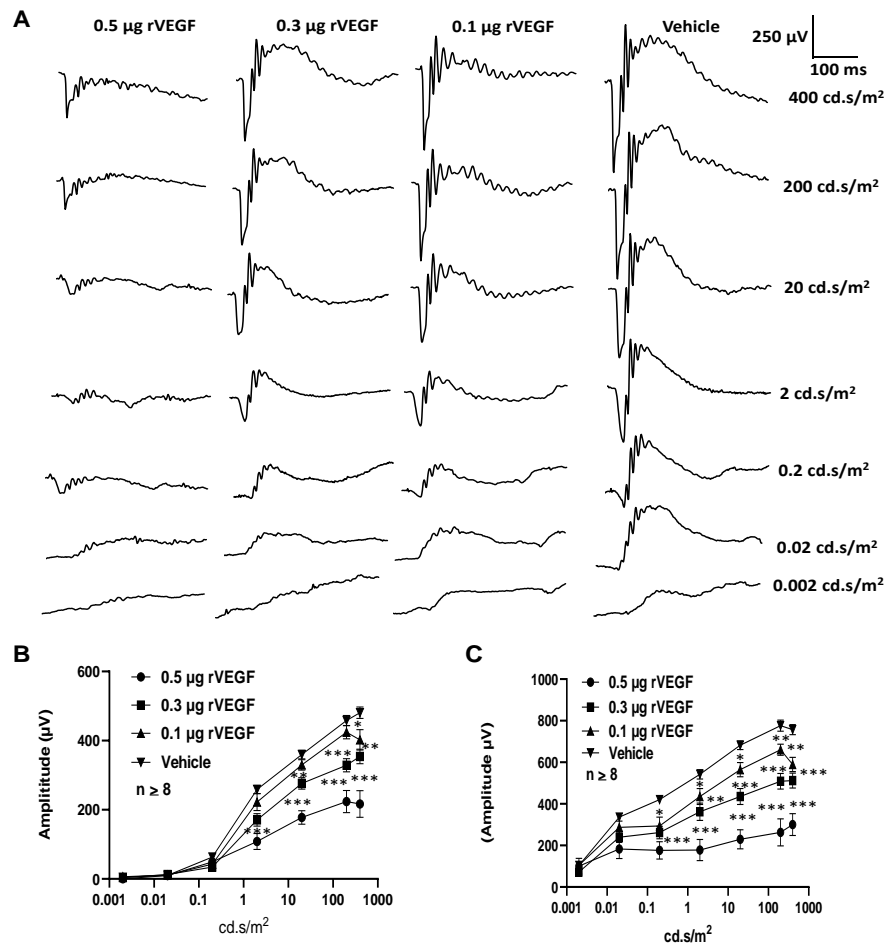 A
0.5 µg rVEGF
0.3 µg rVEGF
0.1 µg rVEGF
Vehicle
250 µV
100 ms
400 cd.s/m²
200 cd.s/m²
20 cd.s/m²
2 cd.s/m²
0.2 cd.s/m²
0.02 cd.s/m²
0.002 cd.s/m²
B
0.5 µg rVEGF
0.3 µg rVEGF
0.1 µg rVEGF
Vehicle
n ≥ 8
Amplititude (µV)
600
400
200
0
*
***
**
**
***
***
***
***
0.001
0.01
0.1
1
10
100
1000
cd.s/m²
C
0.5 µg rVEGF
0.3 µg rVEGF
0.1 µg rVEGF
Vehicle
n ≥ 8
(Amplitude µV)
1000
800
600
400
200
0
**
*
**
*
***
***
*
**
***
***
***
***
***
***
0.001
0.01
0.1
1
10
100
1000
cd.s/m²